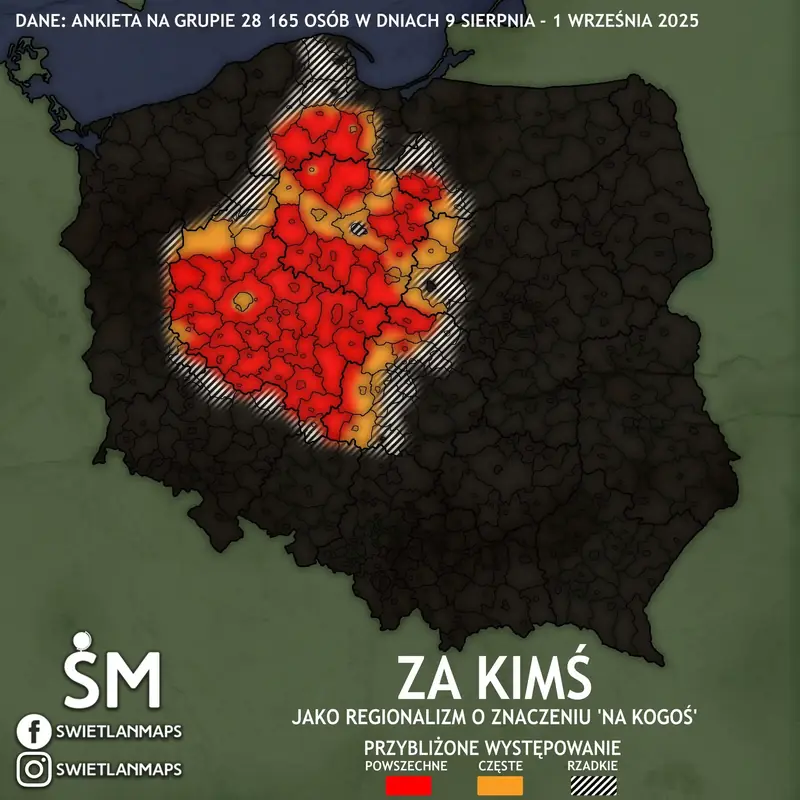 DANE: ANKIETA NA GRUPIE 28 165 OSÓB W DNIACH 9 SIERPNIA - 1 WRZEŚNIA 2025
ŚM
SWIETLANMAPS
SWIETLANMAPS
ZA KIMŚ
JAKO REGIONALIZM O ZNACZENIU 'NA KOGOŚ'
PRZYBLIŻONE WYSTĘPOWANIE
POWSZECHNE CZĘSTE RZADKIE